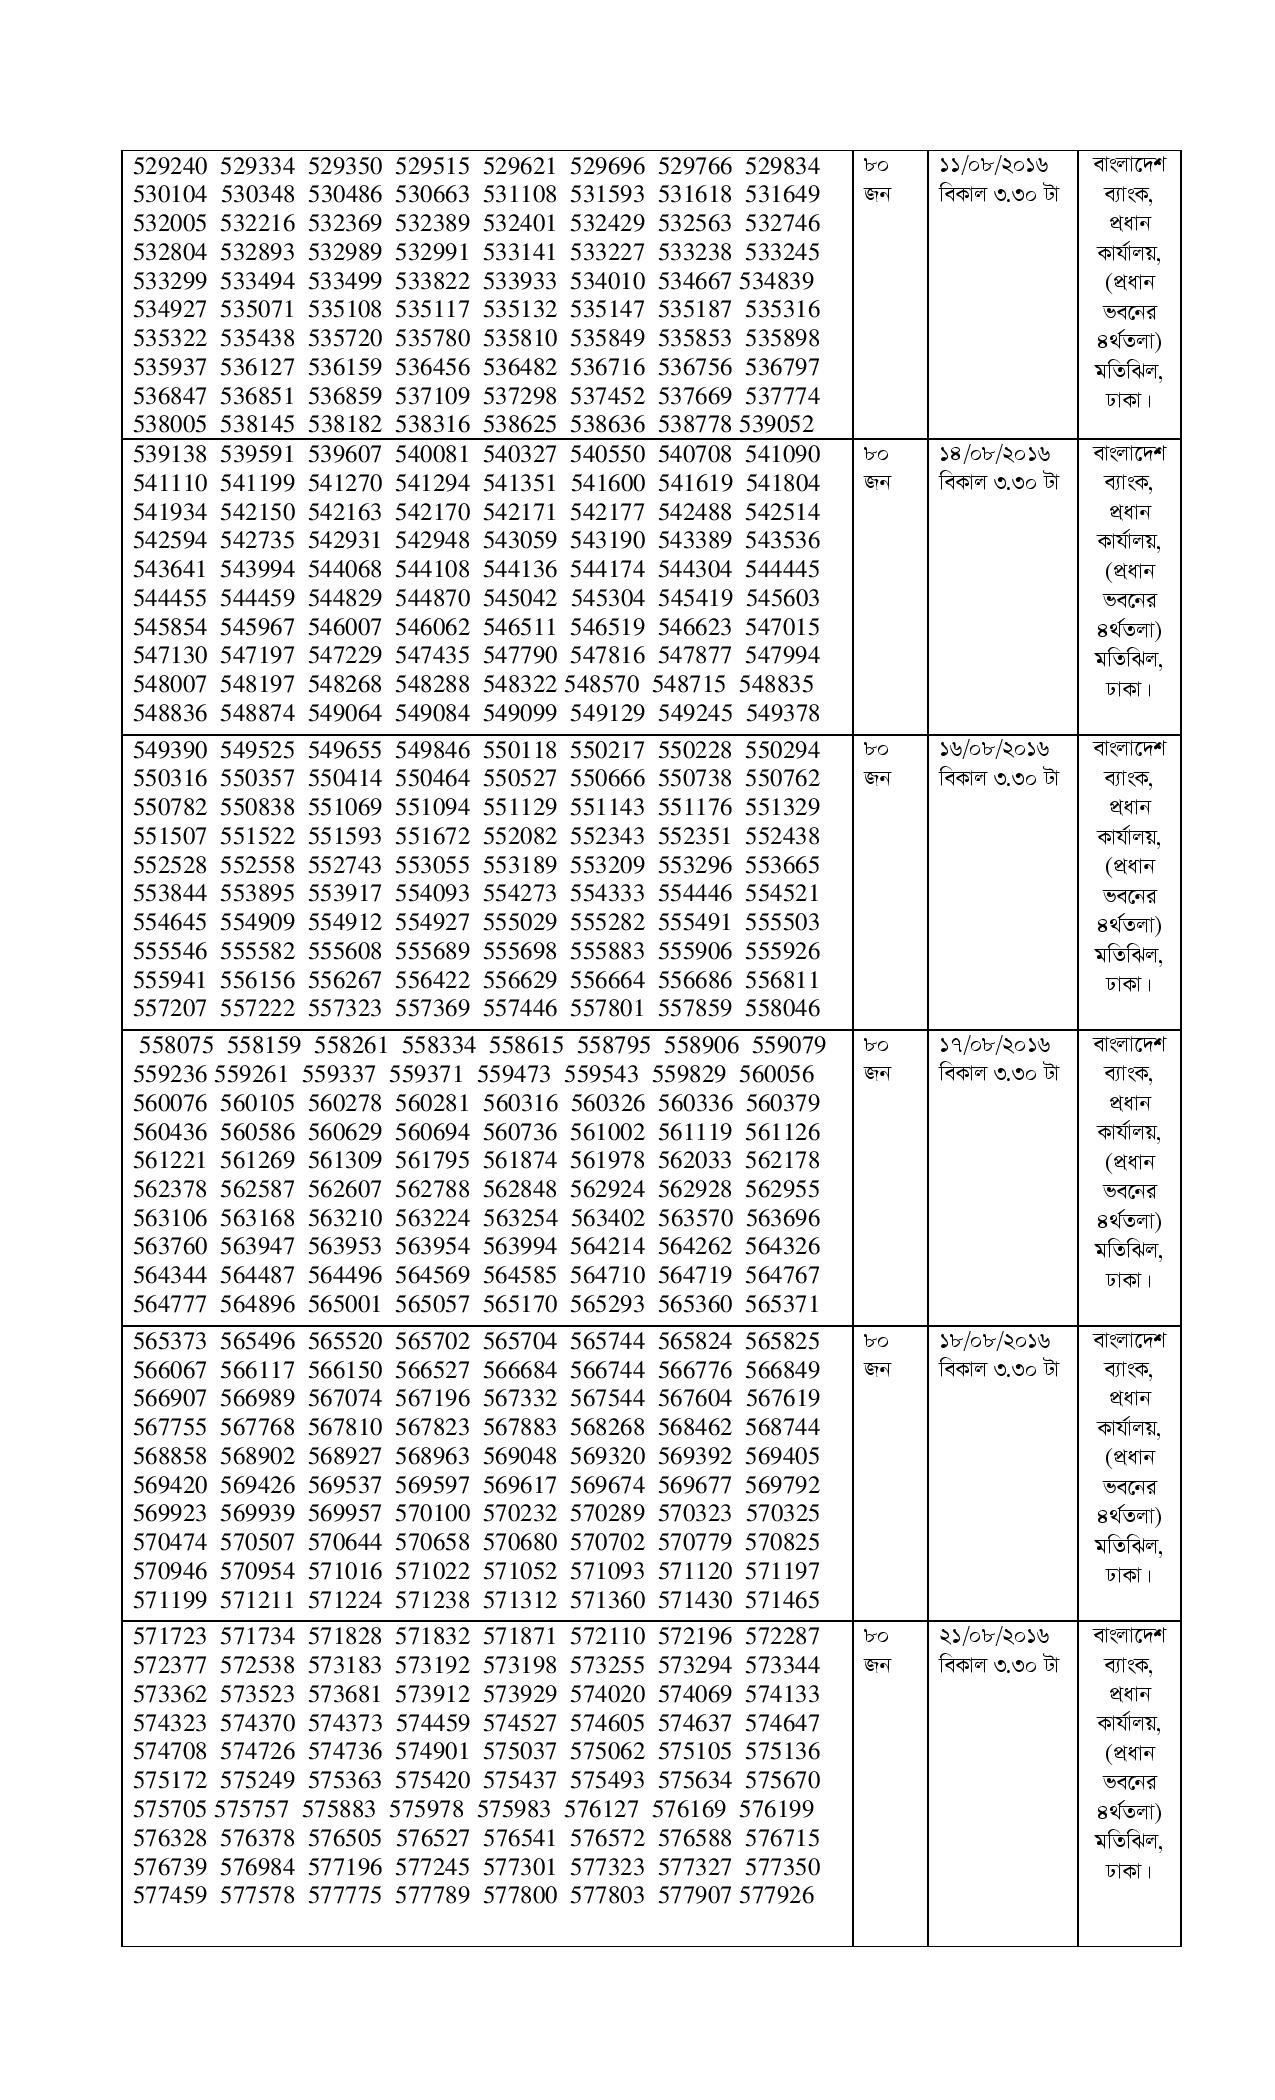 529240 529334 529350 529515 529621 529696 529766 529834
530104 530348 530486 530663 531108 531593 531618 531649
532005 532216 532369 532389 532401 532429 532563 532746
532804 532893 532989 532991 533141 533227 533238 533245
533299 533494 533499 533822 533933 534010 534667 534839
534927 535071 535108 535117 535132 535147 535187 535316
535322 535438 535720 535780 535810 535849 535853 535898
535937 536127 536159 536456 536482 536716 536756 536797
536847 536851 536859 537109 537298 537452 537669 537774
538005 538145 538182 538316 538625 538636 538778 539052
৮০
জন
১১/০৮/২০১৬
বিকাল ৩.৩০ টা
বাংলাদেশ
ব্যাংক,
প্রধান
কার্যালয়,
(প্রধান
ভবনের
৪র্থতলা)
মতিঝিল,
ঢাকা।
539138 539591 539607 540081 540327 540550 540708 541090
541110 541199 541270 541294 541351 541600 541619 541804
541934 542150 542163 542170 542171 542177 542488 542514
542594 542735 542931 542948 543059 543190 543389 543536
543641 543994 544068 544108 544136 544174 544304 544445
544455 544459 544829 544870 545042 545304 545419 545603
545854 545967 546007 546062 546511 546519 546623 547015
547130 547197 547229 547435 547790 547816 547877 547994
548007 548197 548268 548288 548322 548570 548715 548835
548836 548874 549064 549084 549099 549129 549245 549378
৮০
জন
১৪/০৮/২০১৬
বিকাল ৩.৩০ টা
বাংলাদেশ
ব্যাংক,
প্রধান
কার্যালয়,
(প্রধান
ভবনের
৪র্থতলা)
মতিঝিল,
ঢাকা।
549390 549525 549655 549846 550118 550217 550228 550294
550316 550357 550414 550464 550527 550666 550738 550762
550782 550838 551069 551094 551129 551143 551176 551329
551507 551522 551593 551672 552082 552343 552351 552438
552528 552558 552743 553055 553189 553209 553296 553665
553844 553895 553917 554093 554273 554333 554446 554521
554645 554909 554912 554927 555029 555282 555491 555503
555546 555582 555608 555689 555698 555883 555906 555926
555941 556156 556267 556422 556629 556664 556686 556811
557207 557222 557323 557369 557446 557801 557859 558046
৮০
জন
১৬/০৮/২০১৬
বিকাল ৩.৩০ টা
বাংলাদেশ
ব্যাংক,
প্রধান
কার্যালয়,
(প্রধান
ভবনের
৪র্থতলা)
মতিঝিল,
ঢাকা।
558075 558159 558261 558334 558615 558795 558906 559079
559236 559261 559337 559371 559473 559543 559829 560056
560076 560105 560278 560281 560316 560326 560336 560379
560436 560586 560629 560694 560736 561002 561119 561126
561221 561269 561309 561795 561874 561978 562033 562178
562378 562587 562607 562788 562848 562924 562928 562955
563106 563168 563210 563224 563254 563402 563570 563696
563760 563947 563953 563954 563994 564214 564262 564326
564344 564487 564496 564569 564585 564710 564719 564767
564777 564896 565001 565057 565170 565293 565360 565371
৮০
জন
১৭/০৮/২০১৬
বিকাল ৩.৩০ টা
বাংলাদেশ
ব্যাংক,
প্রধান
কার্যালয়,
(প্রধান
ভবনের
৪র্থতলা)
মতিঝিল,
ঢাকা।
565373 565496 565520 565702 565704 565744 565824 565825
566067 566117 566150 566527 566684 566744 566776 566849
566907 566989 567074 567196 567332 567544 567604 567619
567755 567768 567810 567823 567883 568268 568462 568744
568858 568902 568927 568963 569048 569320 569392 569405
569420 569426 569537 569597 569617 569674 569677 569792
569923 569939 569957 570100 570232 570289 570323 570325
570474 570507 570644 570658 570680 570702 570779 570825
570946 570954 571016 571022 571052 571093 571120 571197
571199 571211 571224 571238 571312 571360 571430 571465
৮০
জন
১৮/০৮/২০১৬
বিকাল ৩.৩০ টা
বাংলাদেশ
ব্যাংক,
প্রধান
কার্যালয়,
(প্রধান
ভবনের
৪র্থতলা)
মতিঝিল,
ঢাকা।
571723 571734 571828 571832 571871 572110 572196 572287
572377 572538 573183 573192 573198 573255 573294 573344
573362 573523 573681 573912 573929 574020 574069 574133
574323 574370 574373 574459 574527 574605 574637 574647
574708 574726 574736 574901 575037 575062 575105 575136
575172 575249 575363 575420 575437 575493 575634 575670
575705 575757 575883 575978 575983 576127 576169 576199
576328 576378 576505 576527 576541 576572 576588 576715
576739 576984 577196 577245 577301 577323 577327 577350
577459 577578 577775 577789 577800 577803 577907 577926
৮০
জন
২১/০৮/২০১৬
বিকাল ৩.৩০ টা
বাংলাদেশ
ব্যাংক,
প্রধান
কার্যালয়,
(প্রধান
ভবনের
৪র্থতলা)
মতিঝিল,
ঢাকা।